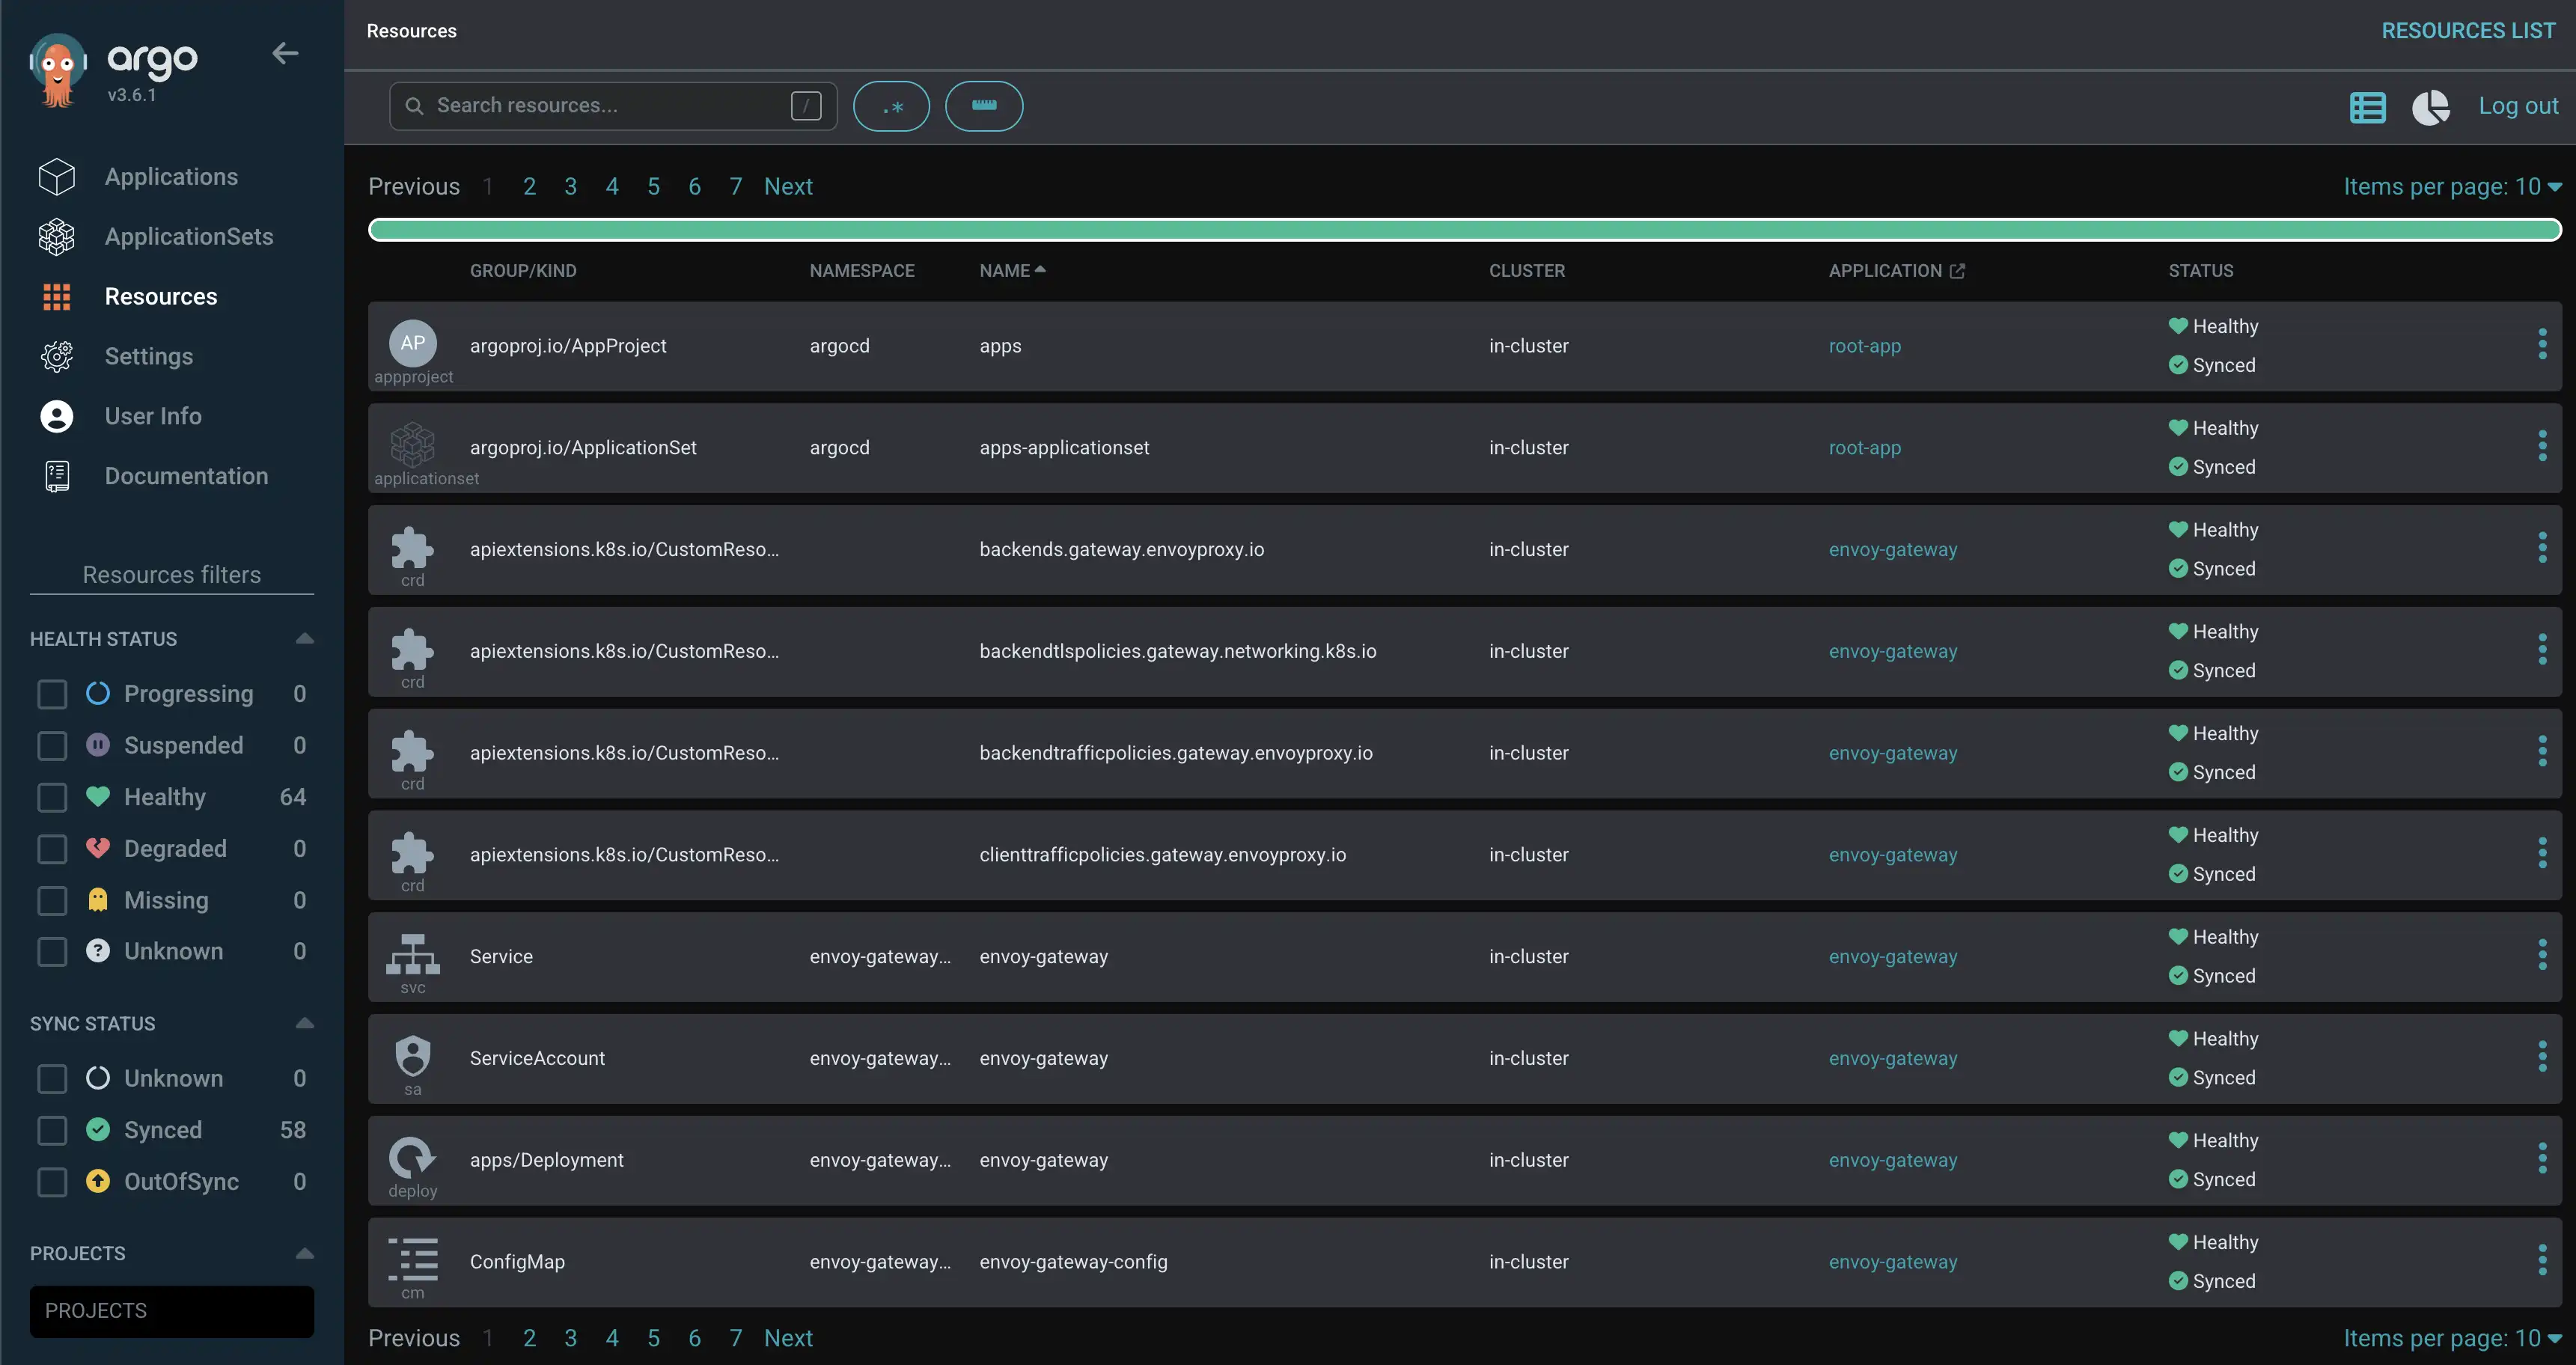 argo
v3.6.1
Applications
ApplicationSets
Resources
Settings
User Info
Documentation
Resources filters
HEALTH STATUS
Progressing 0
Suspended 0
Healthy 64
Degraded 0
Missing 0
Unknown 0
SYNC STATUS
Unknown 0
Synced 58
OutOfSync 0
PROJECTS
PROJECTS
Resources
RESOURCES LIST
Search resources... /
.*
Log out
Previous 1 2 3 4 5 6 7 Next
Items per page: 10
GROUP/KIND NAMESPACE NAME CLUSTER APPLICATION STATUS
AP
appproject
argoproj.io/AppProject argocd apps in-cluster root-app
Healthy
Synced
applicationset
argoproj.io/ApplicationSet argocd apps-applicationset in-cluster root-app
Healthy
Synced
crd
apiextensions.k8s.io/CustomReso... backends.gateway.envoyproxy.io in-cluster envoy-gateway
Healthy
Synced
crd
apiextensions.k8s.io/CustomReso... backendtlspolicies.gateway.networking.k8s.io in-cluster envoy-gateway
Healthy
Synced
crd
apiextensions.k8s.io/CustomReso... backendtrafficpolicies.gateway.envoyproxy.io in-cluster envoy-gateway
Healthy
Synced
crd
apiextensions.k8s.io/CustomReso... clienttrafficpolicies.gateway.envoyproxy.io in-cluster envoy-gateway
Healthy
Synced
svc
Service envoy-gateway... envoy-gateway in-cluster envoy-gateway
Healthy
Synced
sa
ServiceAccount envoy-gateway... envoy-gateway in-cluster envoy-gateway
Healthy
Synced
deploy
apps/Deployment envoy-gateway... envoy-gateway in-cluster envoy-gateway
Healthy
Synced
cm
ConfigMap envoy-gateway... envoy-gateway-config in-cluster envoy-gateway
Healthy
Synced
Previous 1 2 3 4 5 6 7 Next
Items per page: 10